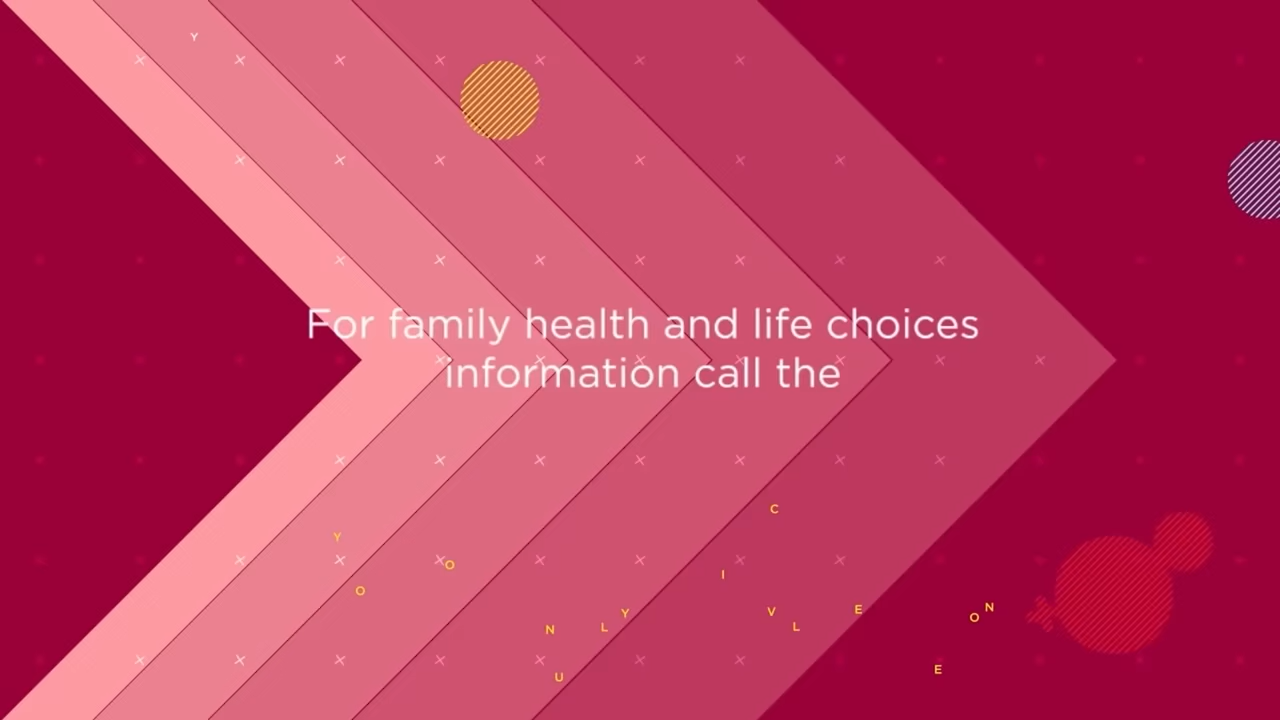 Y
For family health and life choices
information call the
C
Y
O I
O
N L Y V L E O N
U E